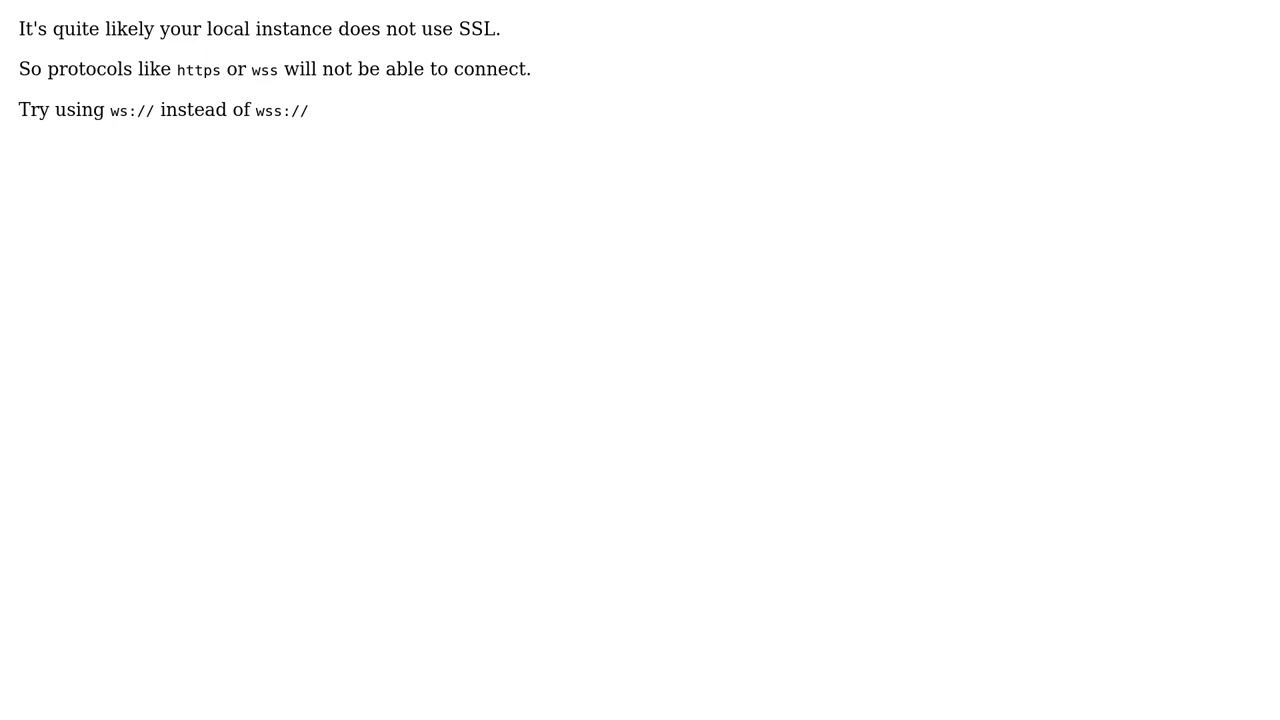 It's quite likely your local instance does not use SSL.
So protocols like https or wss will not be able to connect.
Try using ws:// instead of wss://